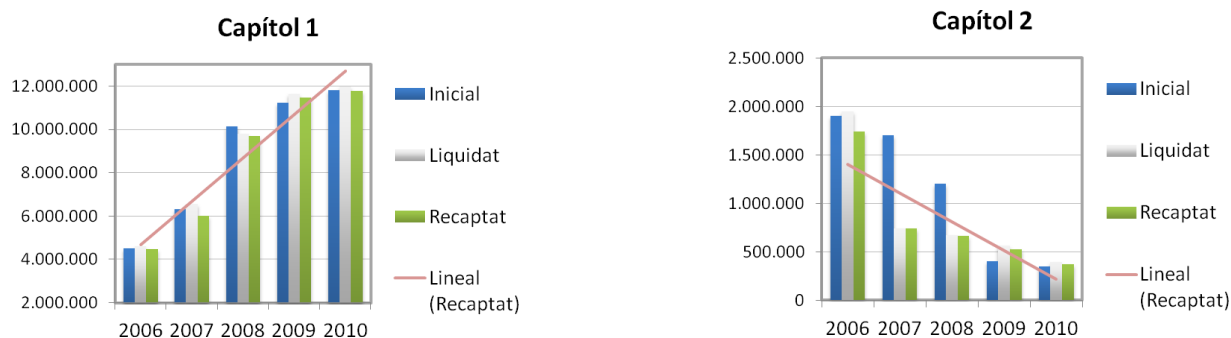 Capítol 1
12.000.000
10.000.000
8.000.000
6.000.000
4.000.000
2.000.000
2006 2007 2008 2009 2010
Inicial
Liquidat
Recaptat
Lineal
(Recaptat)
Capítol 2
2.500.000
2.000.000
1.500.000
1.000.000
500.000
0
2006 2007 2008 2009 2010
Inicial
Liquidat
Recaptat
Lineal
(Recaptat)